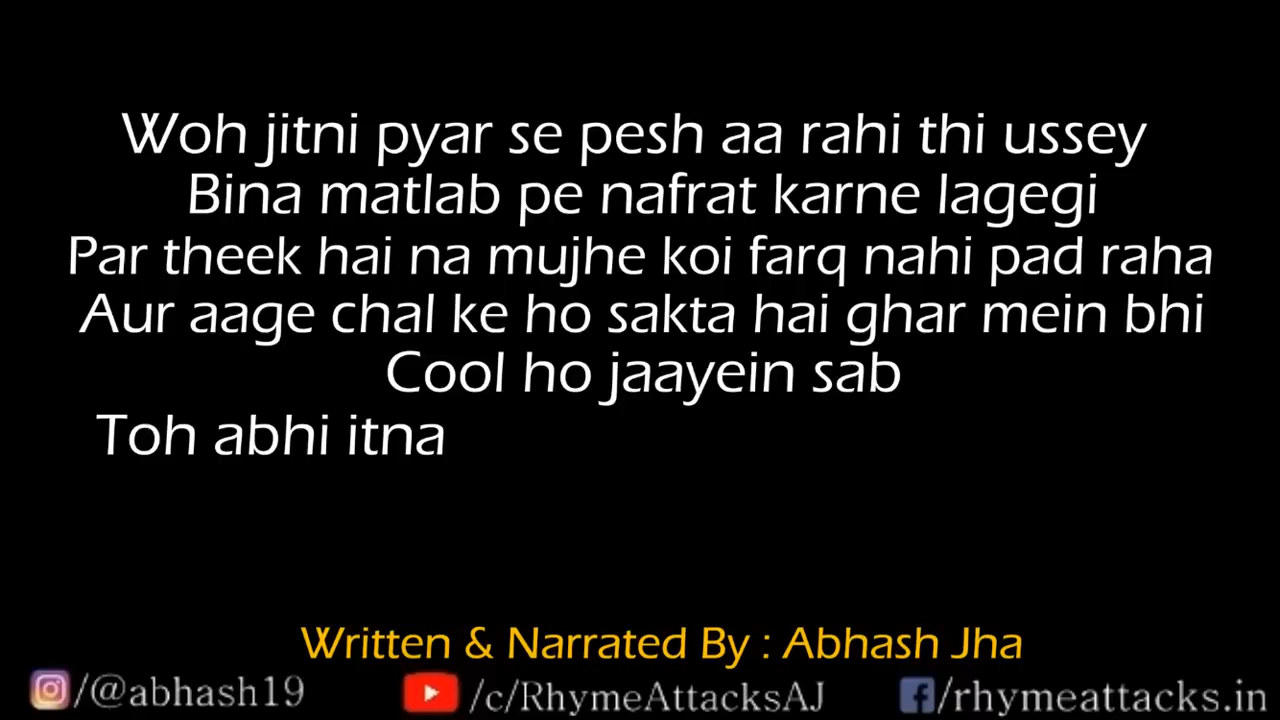 Woh jitni pyar se pesh aa rahi thi ussey
Bina matlab pe nafrat karne lagegi
Par theek hai na mujhe koi farq nahi pad raha
Aur aage chal ke ho sakta hai ghar mein bhi
Cool ho jaayein sab
Toh abhi itna
Written & Narrated By : Abhash Jha
/@abhash19 /c/RhymeAttacksAJ /rhymeattacks.in